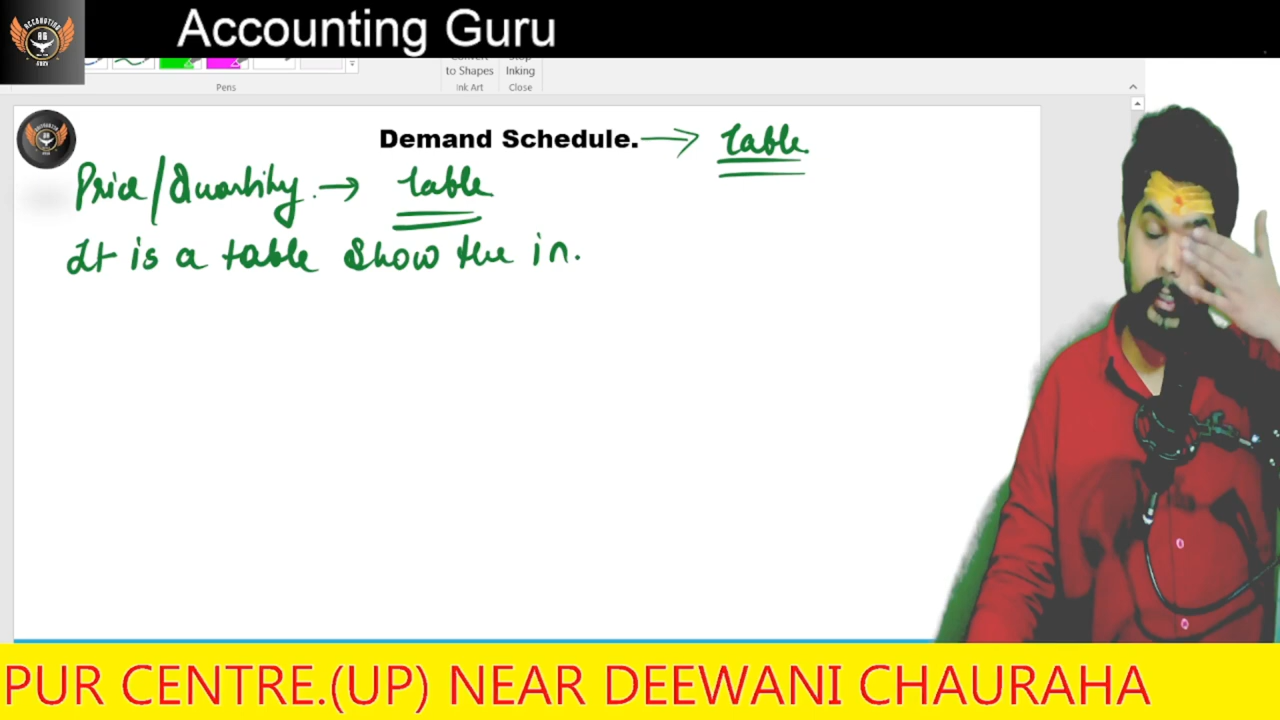 Accounting Guru
to Shapes
Inking
Pens
Ink Art
Close
Demand Schedule. → table.
Price/Quantity. → table
It is a table show the in.
PUR CENTRE.(UP) NEAR DEEWANI CHAURAHA